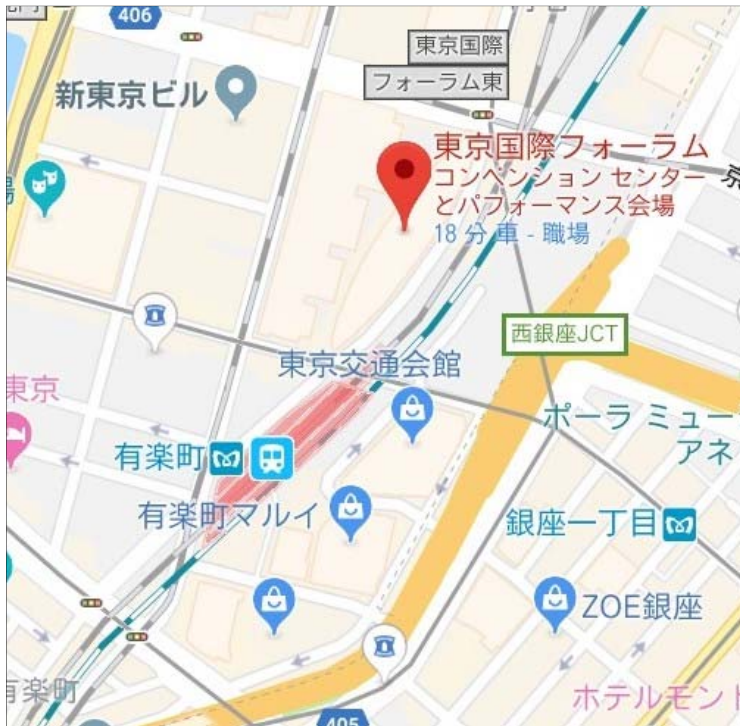 406
東京国際
フォーラム東
新東京ビル
東京国際フォーラム
コンベンション センター
とパフォーマンス会場
18 分 車 - 職場
京
場
西銀座JCT
東京交通会館
東京
ポーラ ミュー
アネ
有楽町
有楽町マルイ
銀座一丁目
ZOE銀座
有楽町
ホテルモント
405